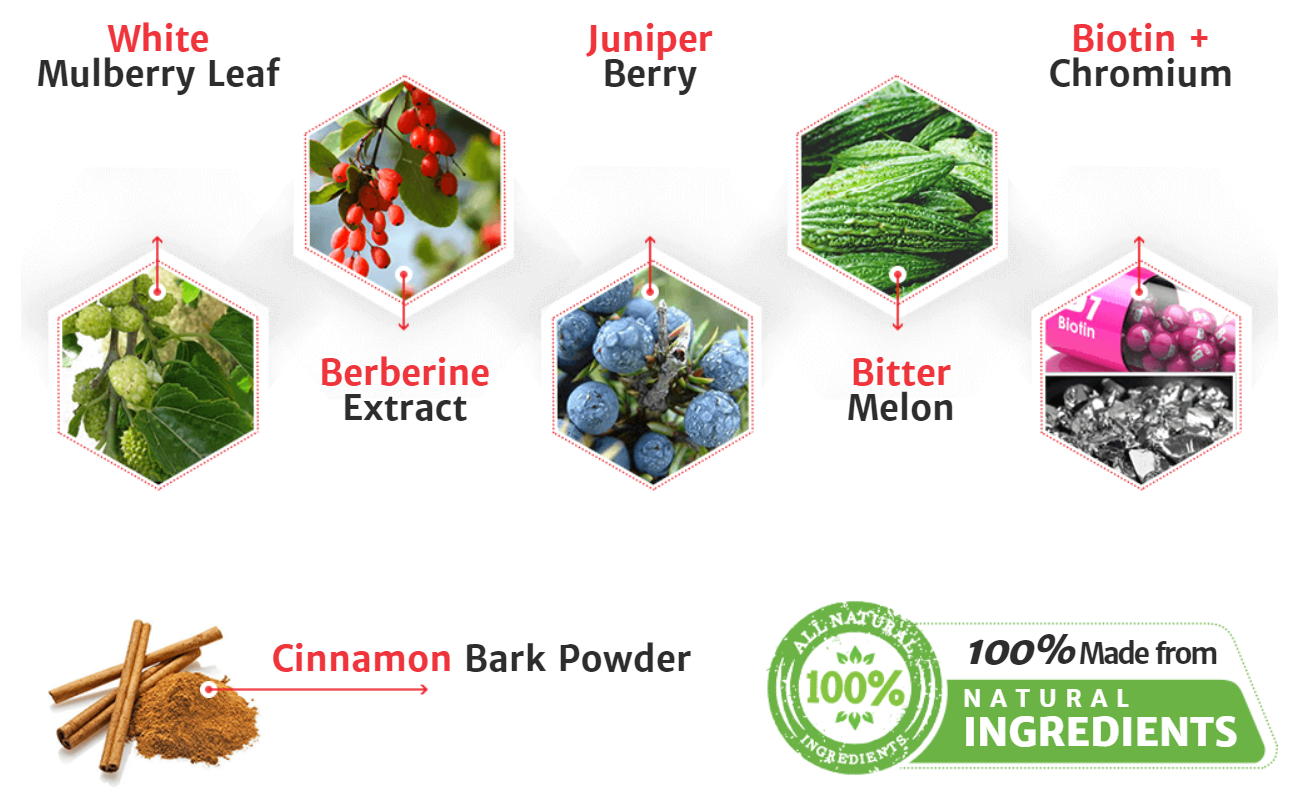 White
Mulberry Leaf
Juniper
Berry
Biotin +
Chromium
Berberine
Extract
Bitter
Melon
Biotin
Cinnamon Bark Powder
ALL NATURAL
100%
INGREDIENTS
100% Made from
NATURAL
INGREDIENTS